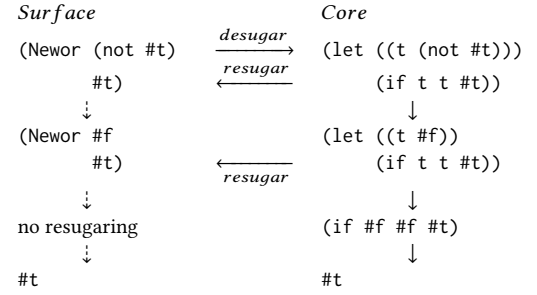 Surface Core
(Newor (not #t) desugar (let ((t (not #t)))
#t) resugar (if t t #t))
(Newor #f (let ((t #f))
#t) resugar (if t t #t))
no resugaring (if #f #f #t)
#t #t